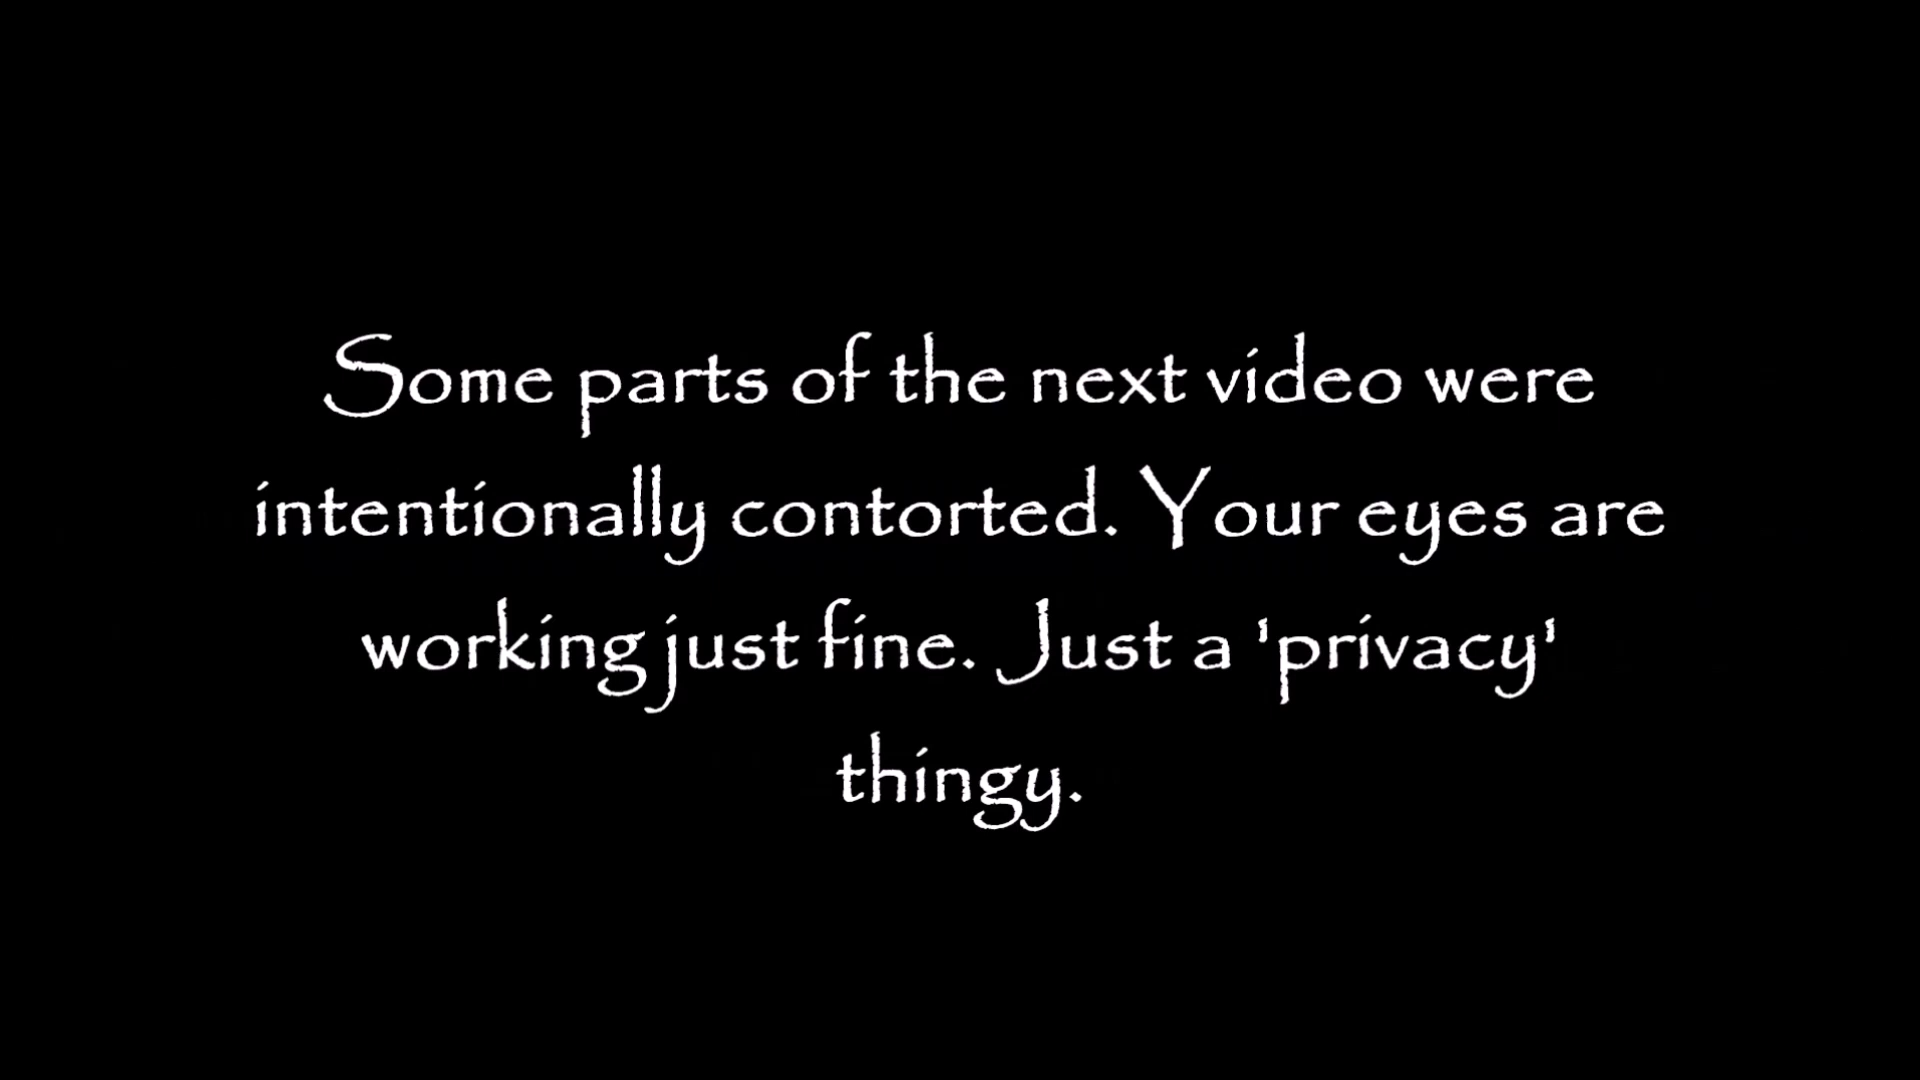 Some parts of the next video were
intentionally contorted. Your eyes are
working just fine. Just a 'privacy'
thingy.